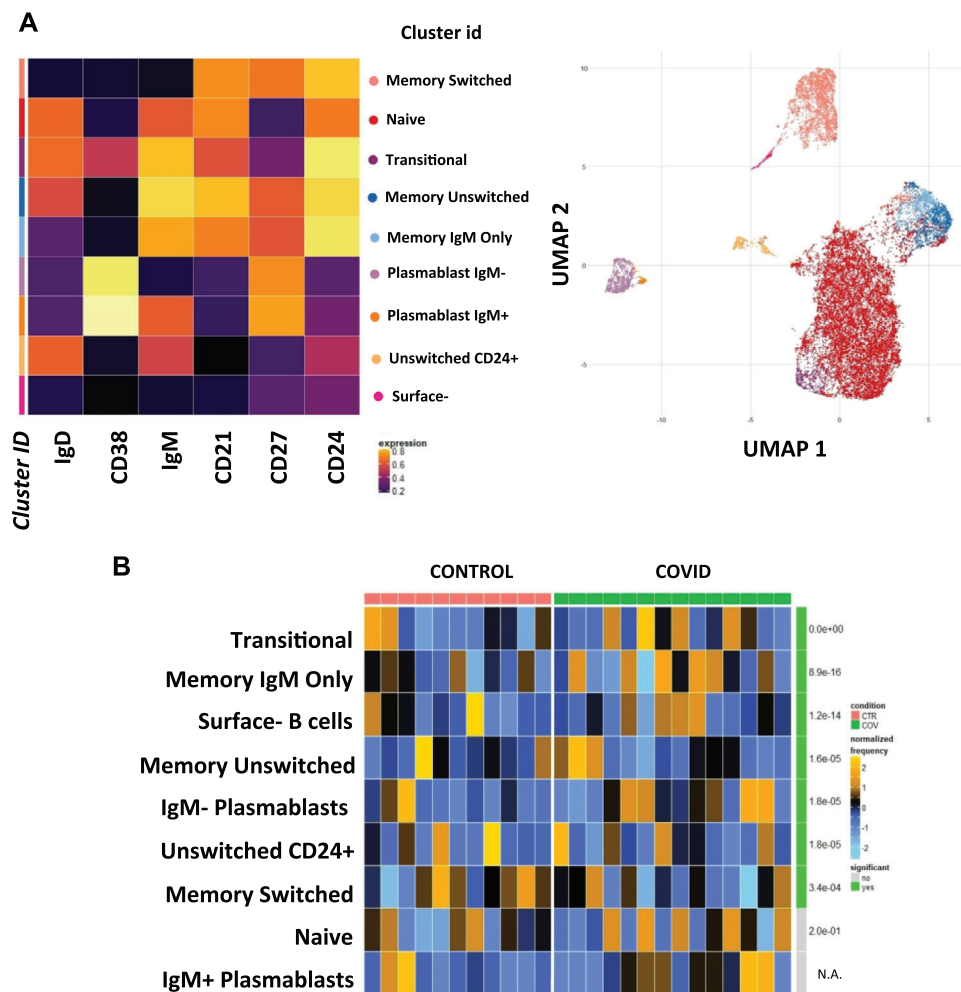 A
Cluster id
Memory Switched
Naive
Transitional
Memory Unswitched
Memory IgM Only
Plasmablast IgM-
Plasmablast IgM+
Unswitched CD24+
Surface-
Cluster ID
IgD
CD38
IgM
CD21
CD27
CD24
expression
0.8
0.6
0.4
0.2
UMAP 2
10
5
0
-5
-10
-5
0
5
UMAP 1
B
CONTROL
COVID
Transitional
0.0e+00
Memory IgM Only
8.9e-16
Surface- B cells
1.2e-14
Memory Unswitched
1.6e-05
IgM- Plasmablasts
1.8e-05
Unswitched CD24+
1.8e-05
Memory Switched
3.4e-04
Naive
2.0e-01
IgM+ Plasmablasts
N.A.
condition
CTR
COV
normalized
frequency
2
1
0
-1
-2
significant
no
yes